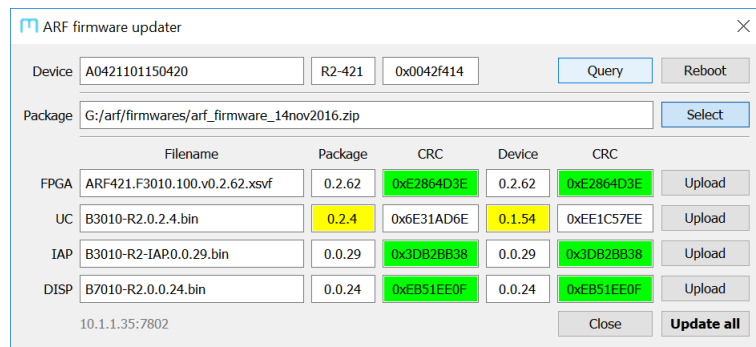 ARF firmware updater
Device A0421101150420 R2-421 0x0042f414 Query Reboot
Package G:/arf/firmwares/arf_firmware_14nov2016.zip Select
Filename Package CRC Device CRC
FPGA ARF421.F3010.100.v0.2.62.xsvf 0.2.62 0xE2864D3E 0.2.62 0xE2864D3E Upload
UC B3010-R2.0.2.4.bin 0.2.4 0x6E31AD6E 0.1.54 0xEE1C57EE Upload
IAP B3010-R2-IAP.0.0.29.bin 0.0.29 0x3DB2BB38 0.0.29 0x3DB2BB38 Upload
DISP B7010-R2.0.0.24.bin 0.0.24 0xEB51EE0F 0.0.24 0xEB51EE0F Upload
10.1.1.35:7802 Close Update all